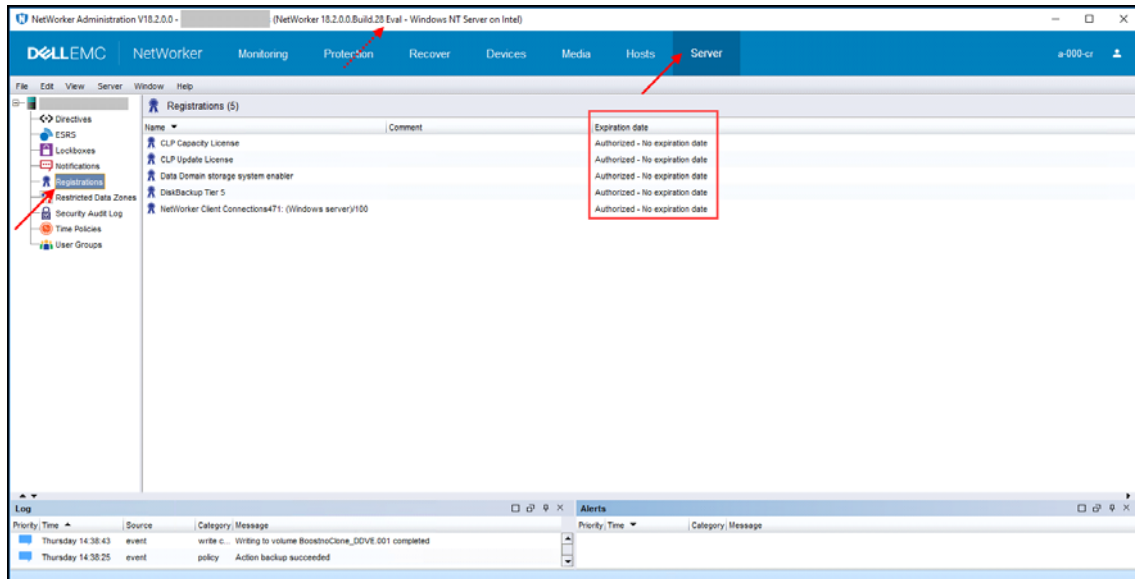 NetWorker Administration V18.2.0.0 - (NetWorker 18.2.0.0.Build.28 Eval - Windows NT Server on Intel)
DELLEMC NetWorker Monitoring Protection Recover Devices Media Hosts Server a-000-cr
File Edit View Server Window Help
Registrations (5)
Directives
ESRS
Lockboxes
Notifications
Registrations
Restricted Data Zones
Security Audit Log
Time Policies
User Groups
Name Comment Expiration date
CLP Capacity License Authorized - No expiration date
CLP Update License Authorized - No expiration date
Data Domain storage system enabler Authorized - No expiration date
DiskBackup Tier 5 Authorized - No expiration date
NetWorker Client Connections471: (Windows server)/100 Authorized - No expiration date
Log
Priority Time Source Category Message
Thursday 14:38:43 event write c... Writing to volume BoostnoClone_DDVE.001 completed
Thursday 14:38:25 event policy Action backup succeeded
Alerts
Priority Time Category Message